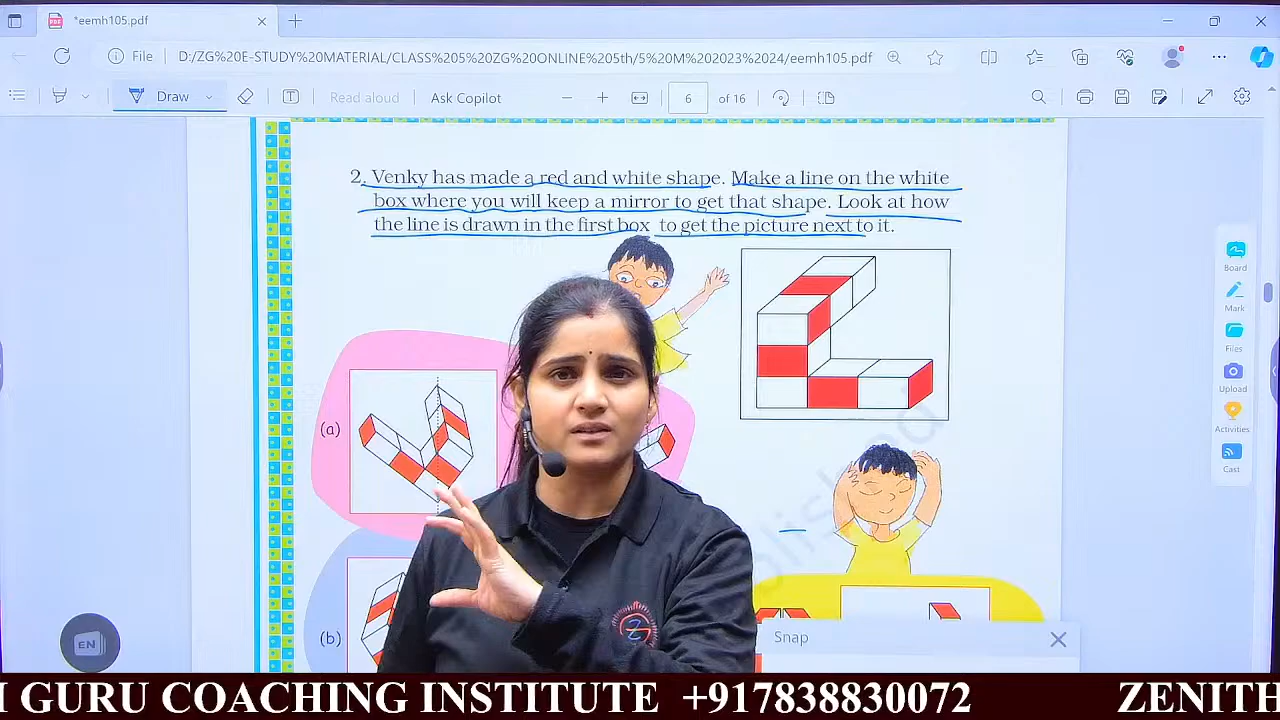 *eemh105.pdf
File
D:/ZG%20E-STUDY%20MATERIAL/CLASS%205%20ZG%20ONLINE%205th/5%20M%202023%2024/eemh105.pdf
Draw
Read aloud
Ask Copilot
6 of 16
2. Venky has made a red and white shape. Make a line on the white
box where you will keep a mirror to get that shape. Look at how
the line is drawn in the first box to get the picture next to it.
Board
Mark
Files
Upload
Activities
Cast
(a)
(b)
EN
Snap
I GURU COACHING INSTITUTE +917838830072 ZENITH